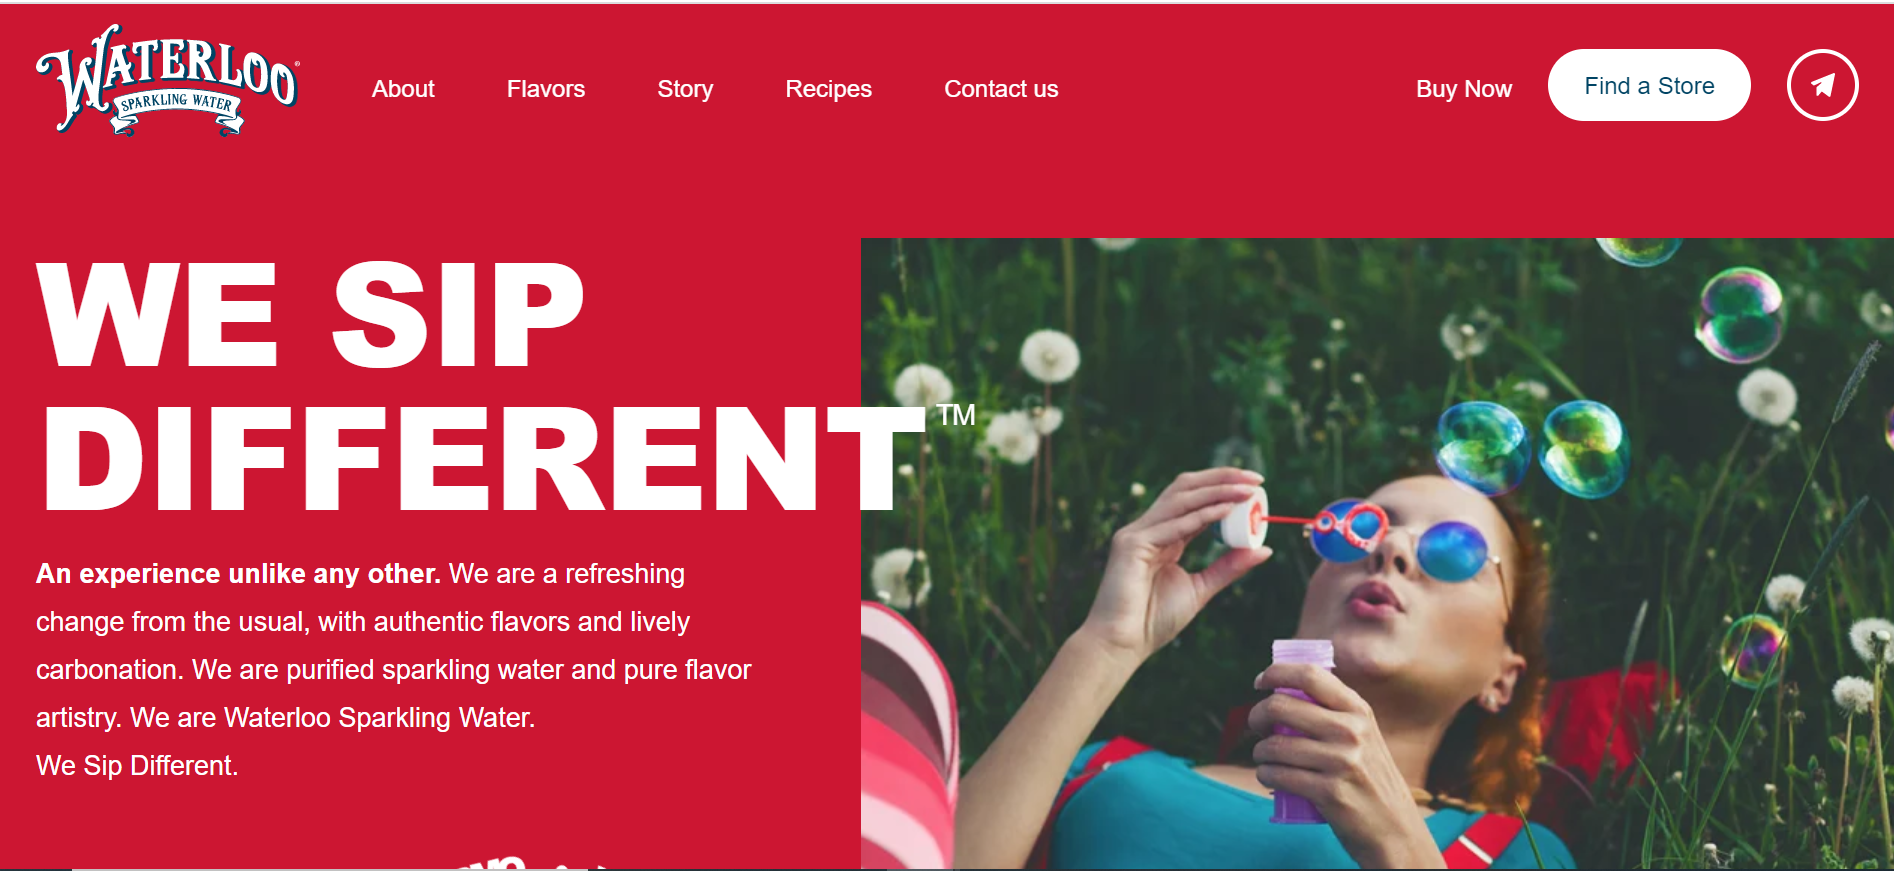 WATERLOO®
SPARKLING WATER
About
Flavors
Story
Recipes
Contact us
Buy Now
Find a Store
WE SIP
DIFFERENT™
An experience unlike any other. We are a refreshing
change from the usual, with authentic flavors and lively
carbonation. We are purified sparkling water and pure flavor
artistry. We are Waterloo Sparkling Water.
We Sip Different.